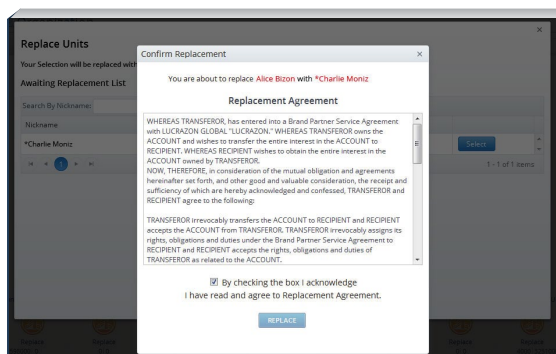 ×
Replace Units
Your Selection will be replaced with
Awaiting Replacement List
Search By Nickname:
Nickname
*Charlie Moniz
Select
1
1 - 1 of 1 items
Confirm Replacement ×
You are about to replace Alice Bizon with *Charlie Moniz
Replacement Agreement
WHEREAS TRANSFEROR, has entered into a Brand Partner Service Agreement
with LUCRAZON GLOBAL "LUCRAZON." WHEREAS TRANSFEROR owns the
ACCOUNT and wishes to transfer the entire interest in the ACCOUNT to
RECIPIENT. WHEREAS RECIPIENT wishes to obtain the entire interest in the
ACCOUNT owned by TRANSFEROR.
NOW, THEREFORE, in consideration of the mutual obligation and agreements
hereinafter set forth, and other good and valuable consideration, the receipt and
sufficiency of which are hereby acknowledged and confessed, TRANSFEROR and
RECIPIENT agree to the following:
TRANSFEROR irrevocably transfers the ACCOUNT to RECIPIENT and RECIPIENT
accepts the ACCOUNT from TRANSFEROR. TRANSFEROR irrevocably assigns its
rights, obligations and duties under the Brand Partner Service Agreement to
RECIPIENT and RECIPIENT accepts the rights, obligations and duties of
TRANSFEROR as related to the ACCOUNT.
By checking the box I acknowledge
I have read and agree to Replacement Agreement.
REPLACE
Replace Replace Replace Replace